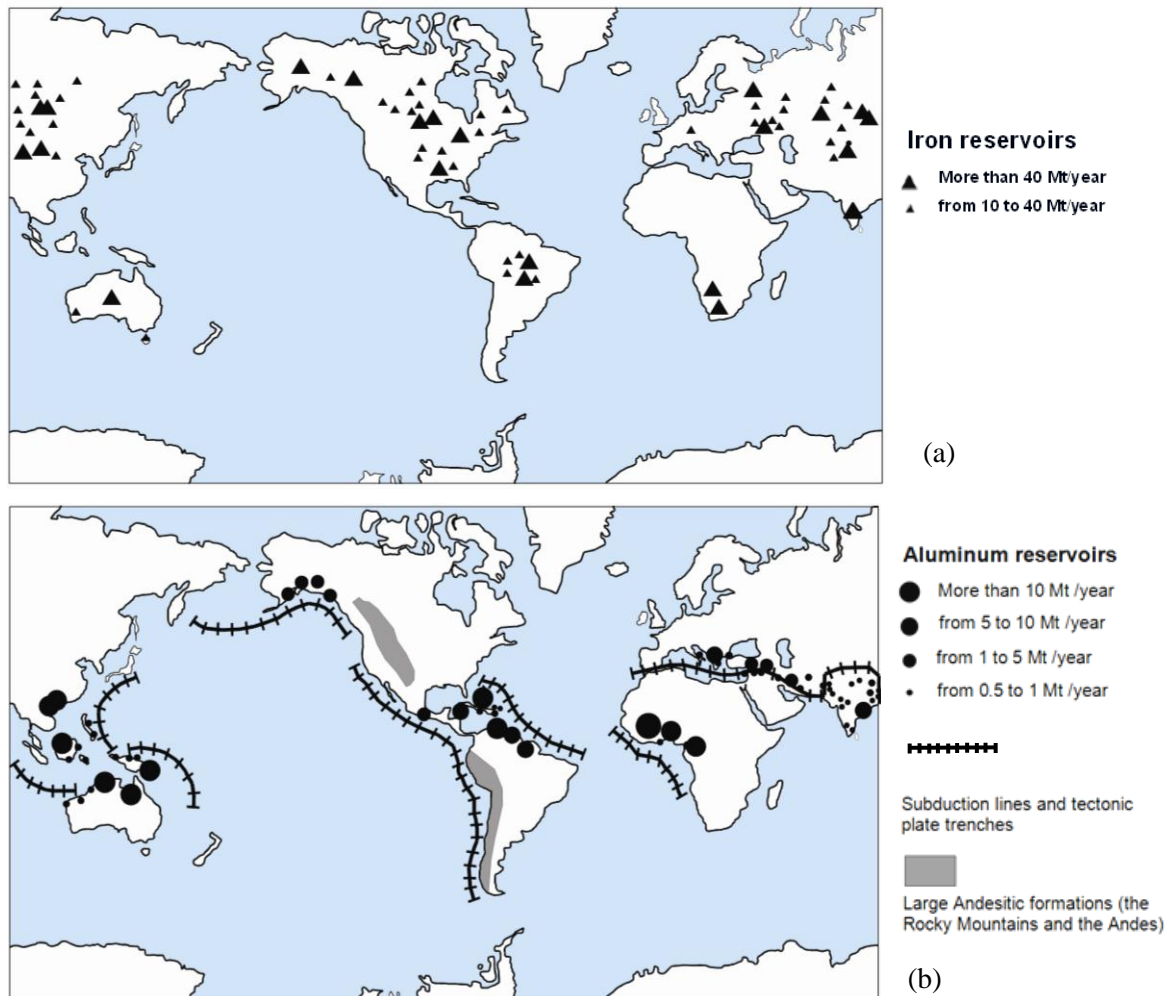 Iron reservoirs
More than 40 Mt/year
from 10 to 40 Mt/year
(a)
Aluminum reservoirs
More than 10 Mt /year
from 5 to 10 Mt /year
from 1 to 5 Mt /year
from 0.5 to 1 Mt /year
Subduction lines and tectonic
plate trenches
Large Andesitic formations (the
Rocky Mountains and the Andes)
(b)